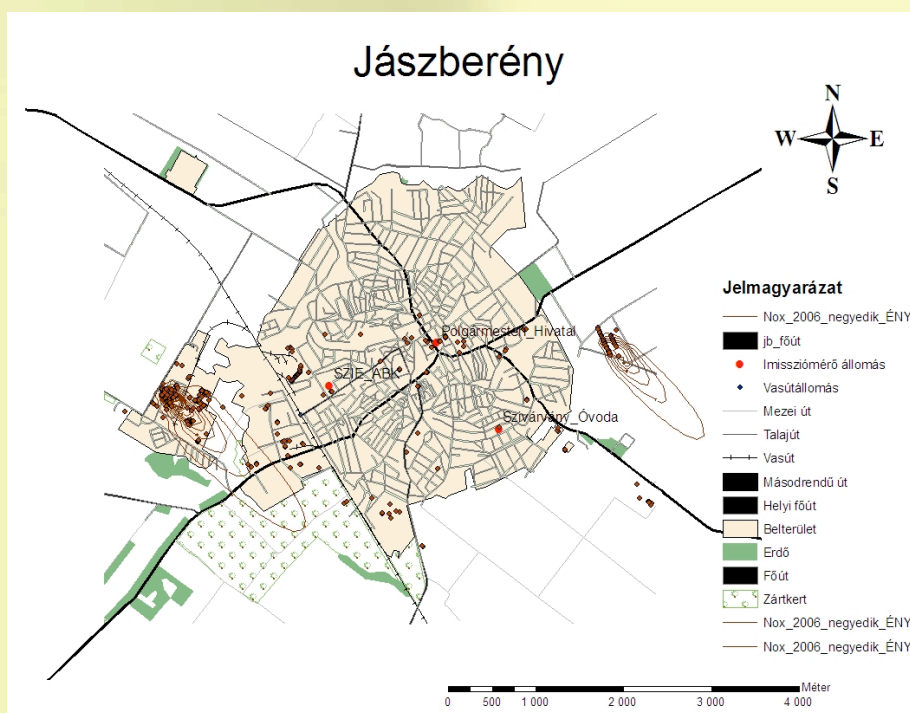 Jászberény
N
W
E
S
Polgármesteri_Hivatal
SZIE_ABK
Szivárvány_Óvoda
Jelmagyarázat
Nox_2006_negyedik_ÉNY
jb_főút
Imissziómérő állomás
Vasútállomás
Mezei út
Talajút
Vasút
Másodrendű út
Helyi főút
Belterület
Erdő
Főút
Zártkert
Nox_2006_negyedik_ÉNY
Nox_2006_negyedik_ÉNY
Méter
0 500 1 000 2 000 3 000 4 000